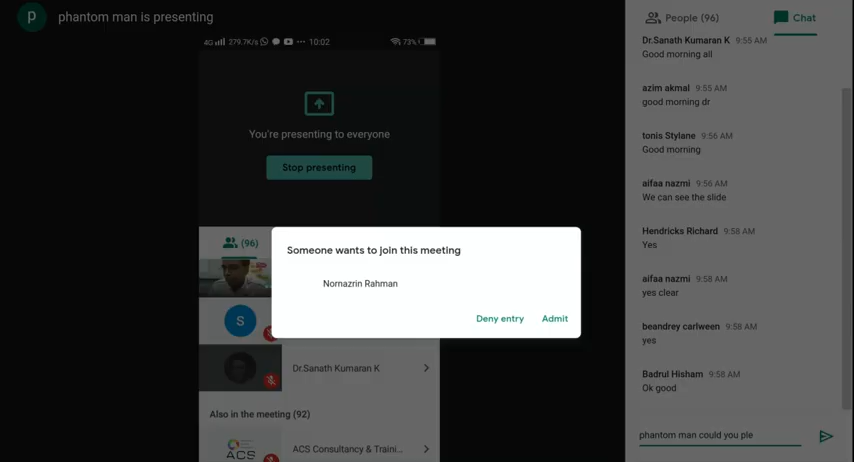 p
phantom man is presenting
4G 279.7K/s ••• 10:02 73%
You're presenting to everyone
Stop presenting
(96)
Someone wants to join this meeting
Nornazrin Rahman
Deny entry Admit
S
Dr.Sanath Kumaran K
Also in the meeting (92)
ACS
ACS Consultancy & Traini...
People (96) Chat
Dr.Sanath Kumaran K 9:55 AM
Good morning all
azim akmal 9:55 AM
good morning dr
tonis Stylane 9:56 AM
Good morning
aifaa nazmi 9:56 AM
We can see the slide
Hendricks Richard 9:58 AM
Yes
aifaa nazmi 9:58 AM
yes clear
beandrey carlween 9:58 AM
yes
Badrul Hisham 9:58 AM
Ok good
phantom man could you ple